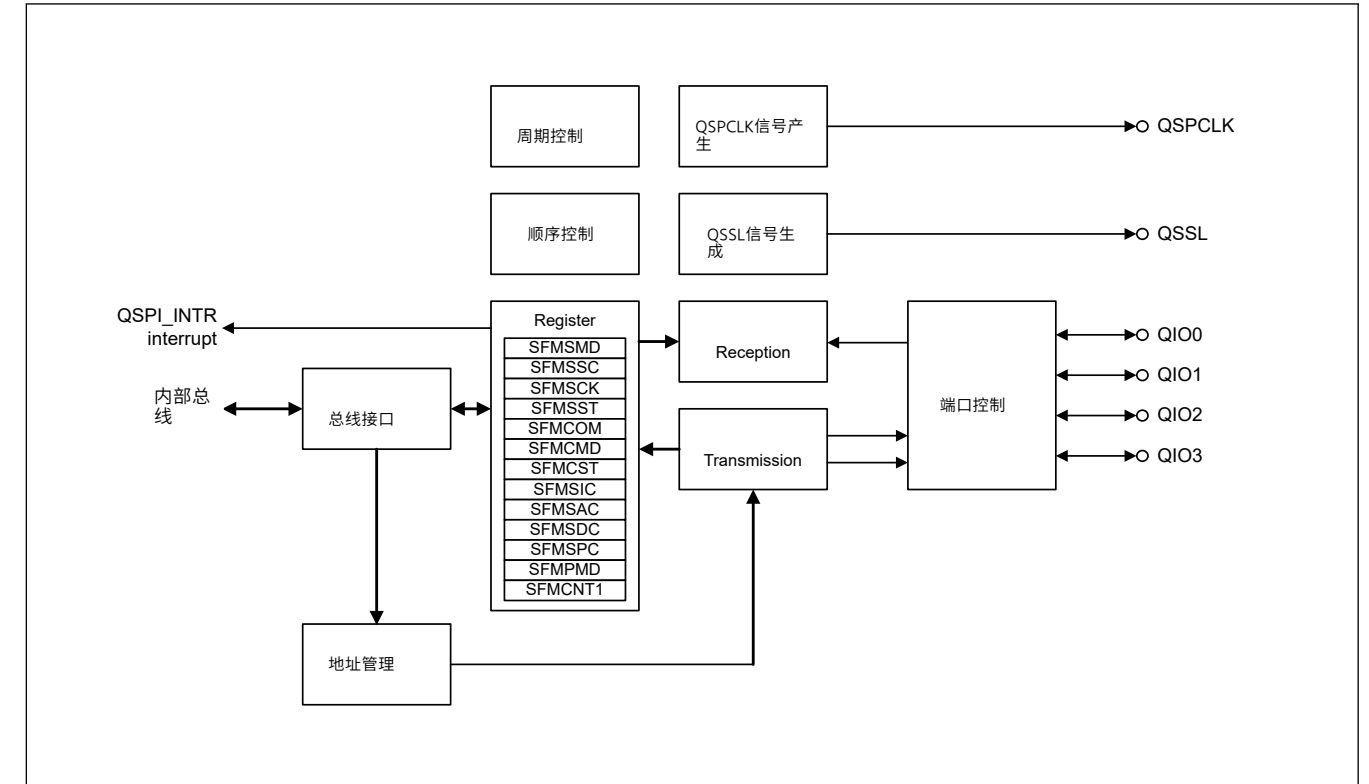 周期控制
QSPCLK信号产
生
QSPCLK
顺序控制
QSSL信号生
成
QSSL
QSPI_INTR
interrupt
Register
SFMSMD
SFMSSC
SFMSCK
SFMSST
SFMCOM
SFMCMD
SFMCST
SFMSIC
SFMSAC
SFMSDC
SFMSPC
SFMPMD
SFMCNT1
Reception
端口控制
QIO0
QIO1
QIO2
QIO3
内部总
线
总线接口
Transmission
地址管理